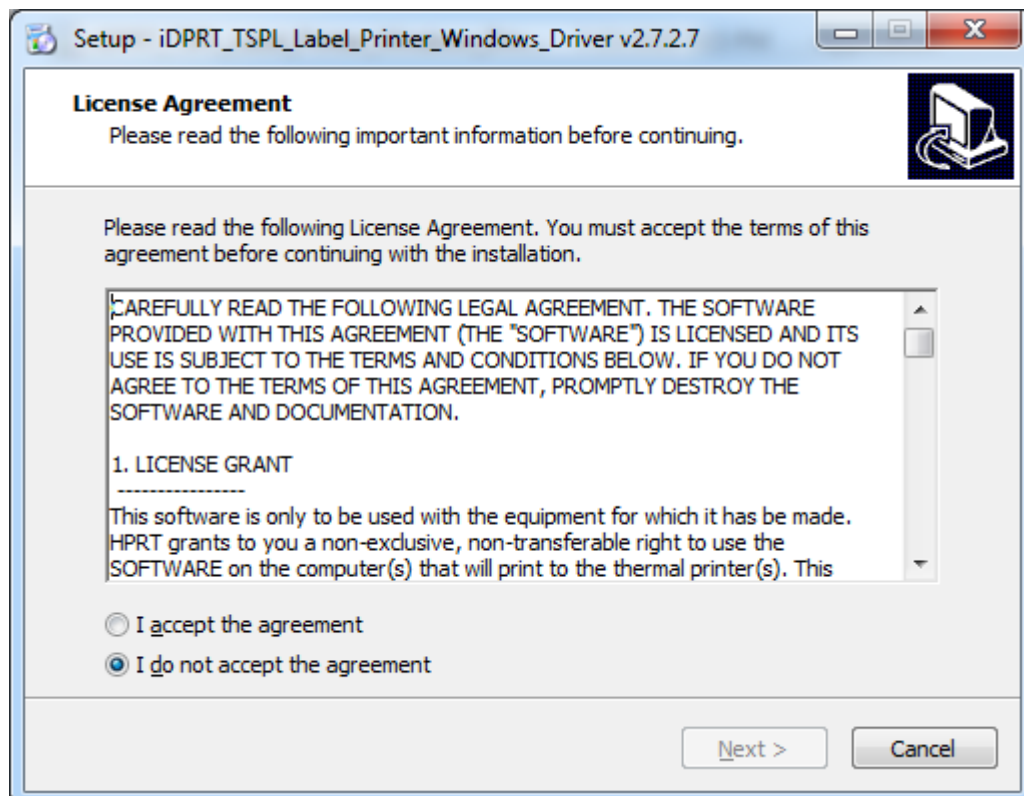 Setup - iDPRT_TSPL_Label_Printer_Windows_Driver v2.7.2.7
License Agreement
Please read the following important information before continuing.
Please read the following License Agreement. You must accept the terms of this
agreement before continuing with the installation.
CAREFULLY READ THE FOLLOWING LEGAL AGREEMENT. THE SOFTWARE
PROVIDED WITH THIS AGREEMENT (THE "SOFTWARE") IS LICENSED AND ITS
USE IS SUBJECT TO THE TERMS AND CONDITIONS BELOW. IF YOU DO NOT
AGREE TO THE TERMS OF THIS AGREEMENT, PROMPTLY DESTROY THE
SOFTWARE AND DOCUMENTATION.
1. LICENSE GRANT
----------------
This software is only to be used with the equipment for which it has be made.
HPRT grants to you a non-exclusive, non-transferable right to use the
SOFTWARE on the computer(s) that will print to the thermal printer(s). This
I accept the agreement
I do not accept the agreement
Next >
Cancel